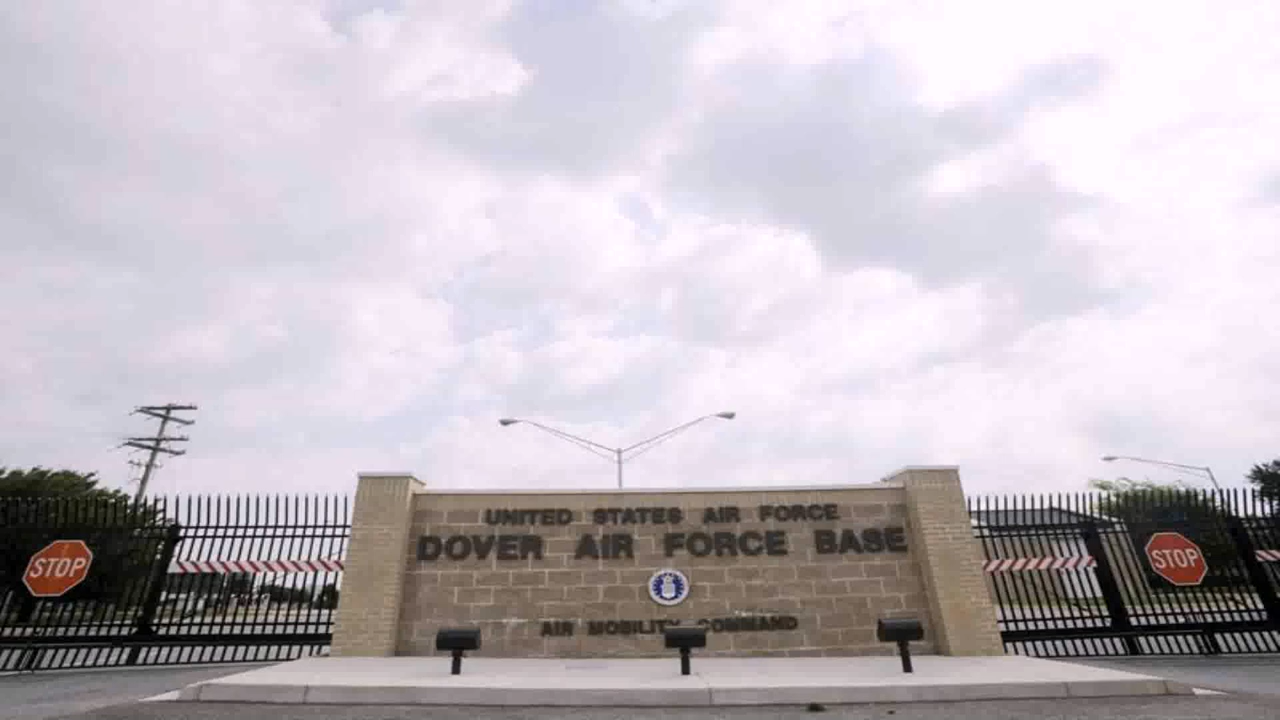 UNITED STATES AIR FORCE
DOVER AIR FORCE BASE
AIR MOBILITY COMMAND
STOP
STOP